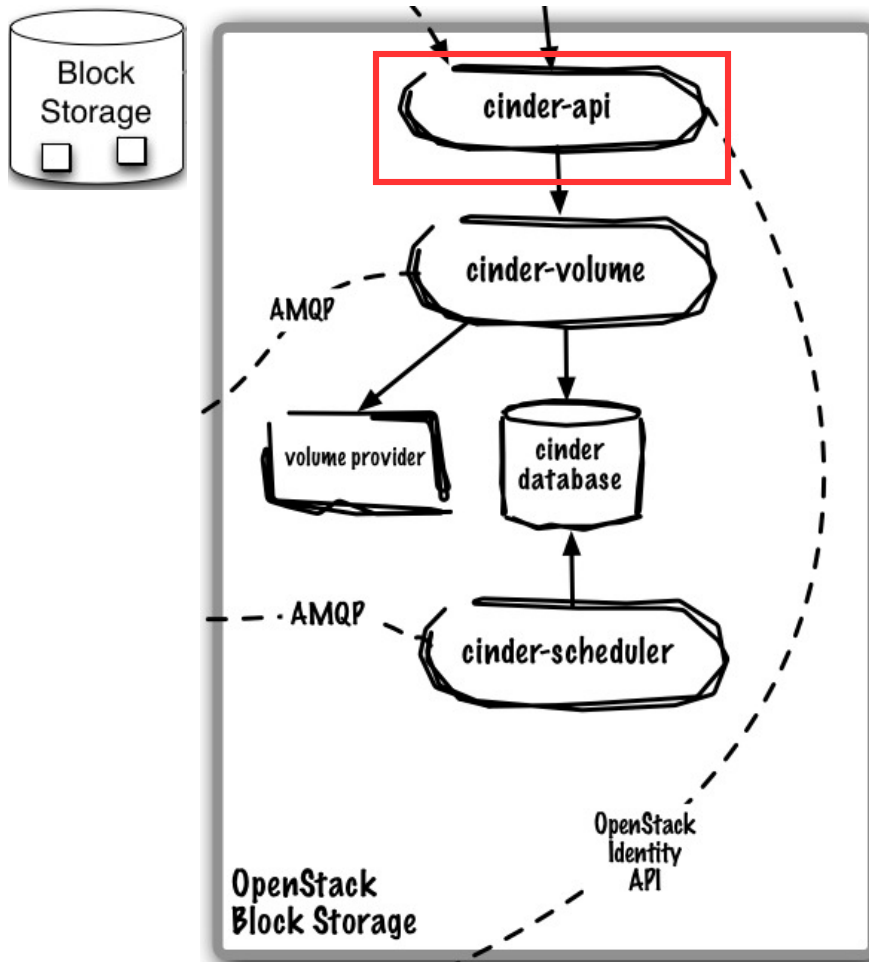 Block
Storage
cinder-api
cinder-volume
AMQP
volume provider
cinder
database
AMQP
cinder-scheduler
OpenStack
Identity
API
OpenStack
Block Storage